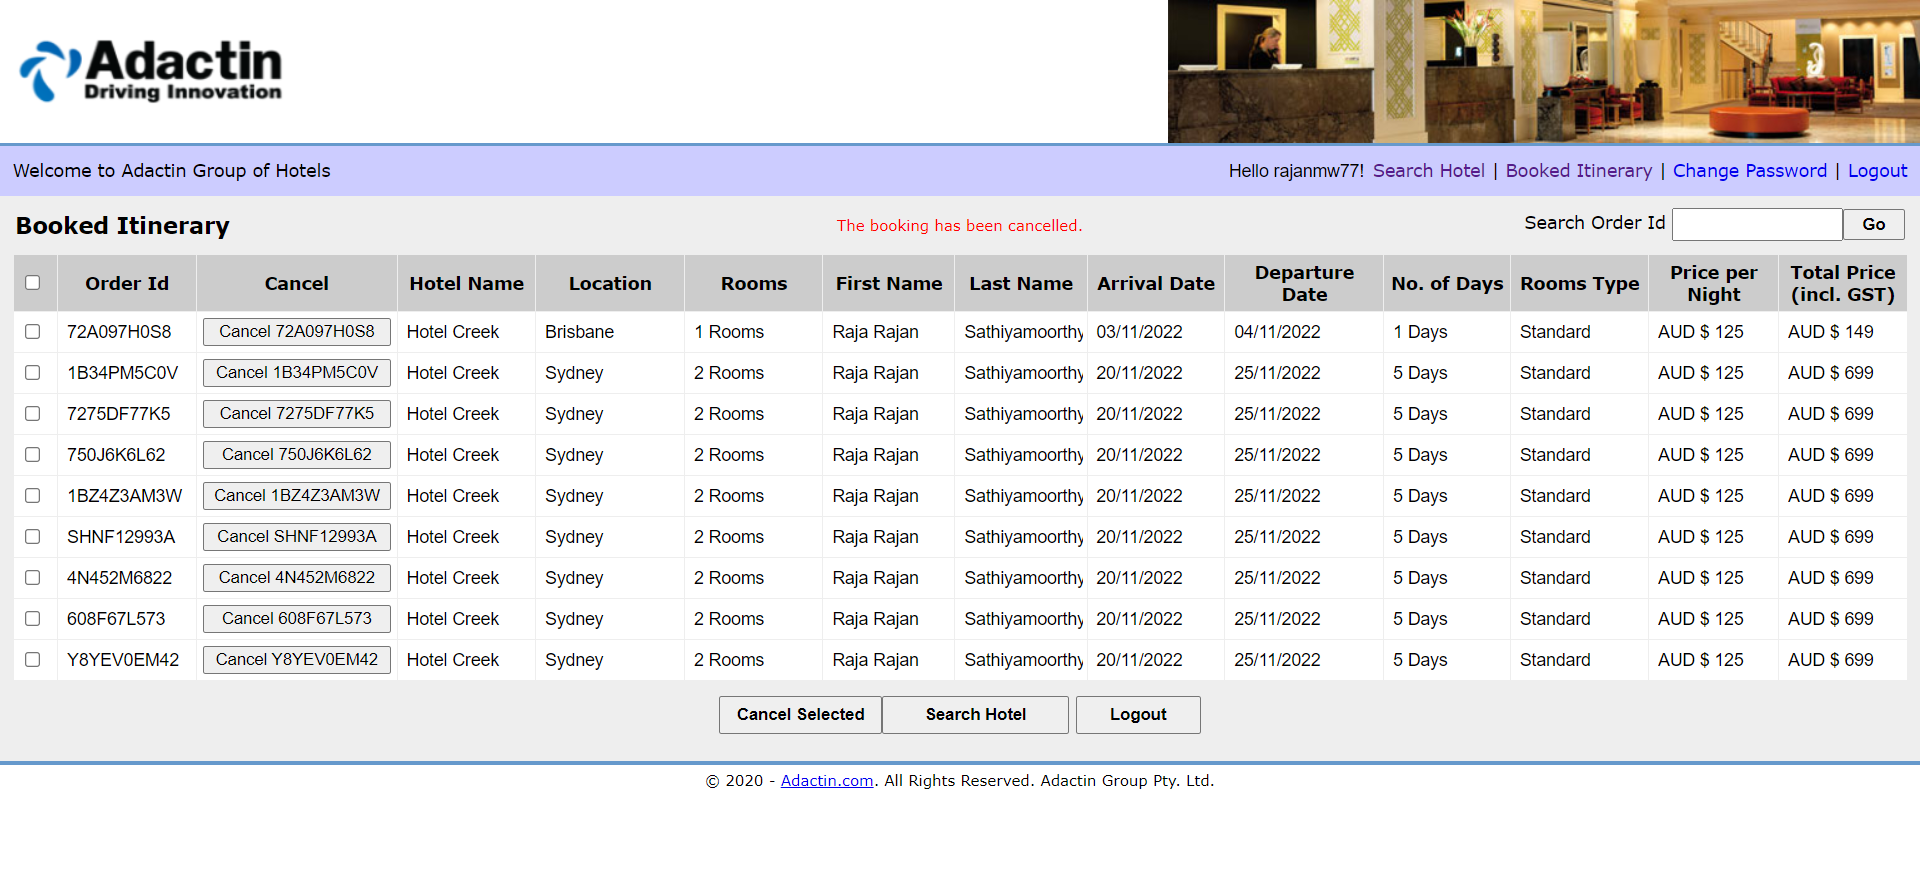 Adactin
Driving Innovation
Welcome to Adactin Group of Hotels
Hello rajanmw77! Search Hotel | Booked Itinerary | Change Password | Logout
Booked Itinerary
The booking has been cancelled.
Search Order Id Go
Order Id Cancel Hotel Name Location Rooms First Name Last Name Arrival Date Departure Date No. of Days Rooms Type Price per Night Total Price (incl. GST)
72A097H0S8 Cancel 72A097H0S8 Hotel Creek Brisbane 1 Rooms Raja Rajan Sathiyamoorthy 03/11/2022 04/11/2022 1 Days Standard AUD $ 125 AUD $ 149
1B34PM5C0V Cancel 1B34PM5C0V Hotel Creek Sydney 2 Rooms Raja Rajan Sathiyamoorthy 20/11/2022 25/11/2022 5 Days Standard AUD $ 125 AUD $ 699
7275DF77K5 Cancel 7275DF77K5 Hotel Creek Sydney 2 Rooms Raja Rajan Sathiyamoorthy 20/11/2022 25/11/2022 5 Days Standard AUD $ 125 AUD $ 699
750J6K6L62 Cancel 750J6K6L62 Hotel Creek Sydney 2 Rooms Raja Rajan Sathiyamoorthy 20/11/2022 25/11/2022 5 Days Standard AUD $ 125 AUD $ 699
1BZ4Z3AM3W Cancel 1BZ4Z3AM3W Hotel Creek Sydney 2 Rooms Raja Rajan Sathiyamoorthy 20/11/2022 25/11/2022 5 Days Standard AUD $ 125 AUD $ 699
SHNF12993A Cancel SHNF12993A Hotel Creek Sydney 2 Rooms Raja Rajan Sathiyamoorthy 20/11/2022 25/11/2022 5 Days Standard AUD $ 125 AUD $ 699
4N452M6822 Cancel 4N452M6822 Hotel Creek Sydney 2 Rooms Raja Rajan Sathiyamoorthy 20/11/2022 25/11/2022 5 Days Standard AUD $ 125 AUD $ 699
608F67L573 Cancel 608F67L573 Hotel Creek Sydney 2 Rooms Raja Rajan Sathiyamoorthy 20/11/2022 25/11/2022 5 Days Standard AUD $ 125 AUD $ 699
Y8YEV0EM42 Cancel Y8YEV0EM42 Hotel Creek Sydney 2 Rooms Raja Rajan Sathiyamoorthy 20/11/2022 25/11/2022 5 Days Standard AUD $ 125 AUD $ 699
Cancel Selected Search Hotel Logout
© 2020 - Adactin.com. All Rights Reserved. Adactin Group Pty. Ltd.